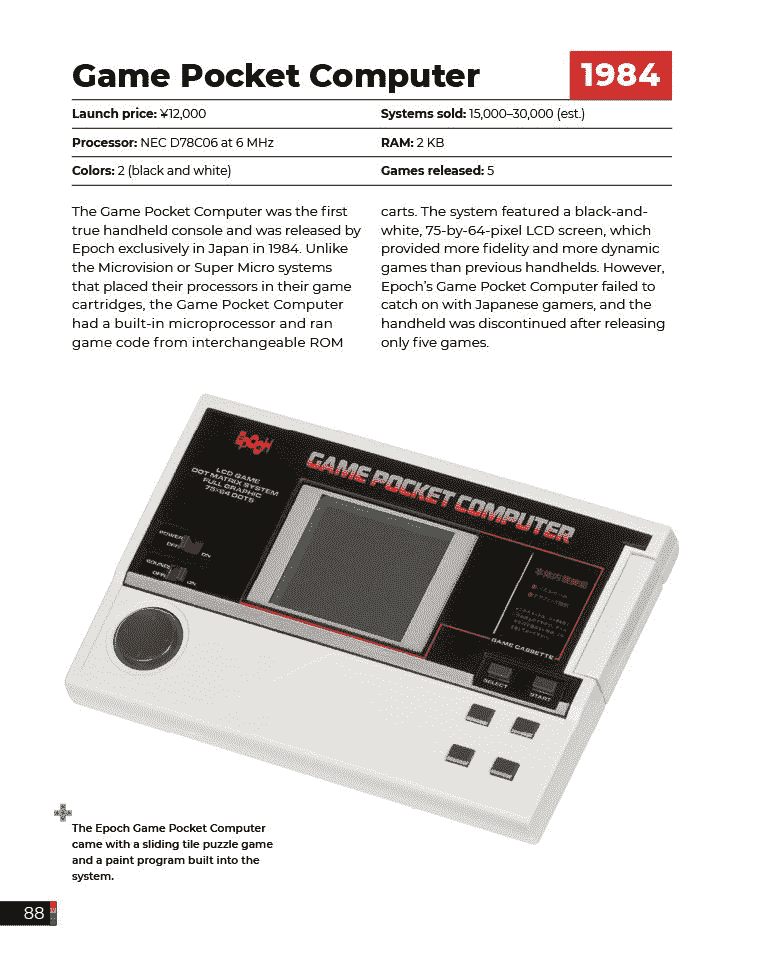 Game Pocket Computer
1984
Launch price: ¥12,000
Systems sold: 15,000–30,000 (est.)
Processor: NEC D78C06 at 6 MHz
RAM: 2 KB
Colors: 2 (black and white)
Games released: 5
The Game Pocket Computer was the first
true handheld console and was released by
Epoch exclusively in Japan in 1984. Unlike
the Microvision or Super Micro systems
that placed their processors in their game
cartridges, the Game Pocket Computer
had a built-in microprocessor and ran
game code from interchangeable ROM
carts. The system featured a black-and-
white, 75-by-64-pixel LCD screen, which
provided more fidelity and more dynamic
games than previous handhelds. However,
Epoch's Game Pocket Computer failed to
catch on with Japanese gamers, and the
handheld was discontinued after releasing
only five games.
EPOCH
LCD GAME
DOT MATRIX SYSTEM
FULL GRAPHIC
75×64 DOTS
GAME POCKET COMPUTER
POWER
OFF ON
SOUND
OFF ON
GAME CASSETTE
SELECT START
The Epoch Game Pocket Computer
came with a sliding tile puzzle game
and a paint program built into the
system.
88